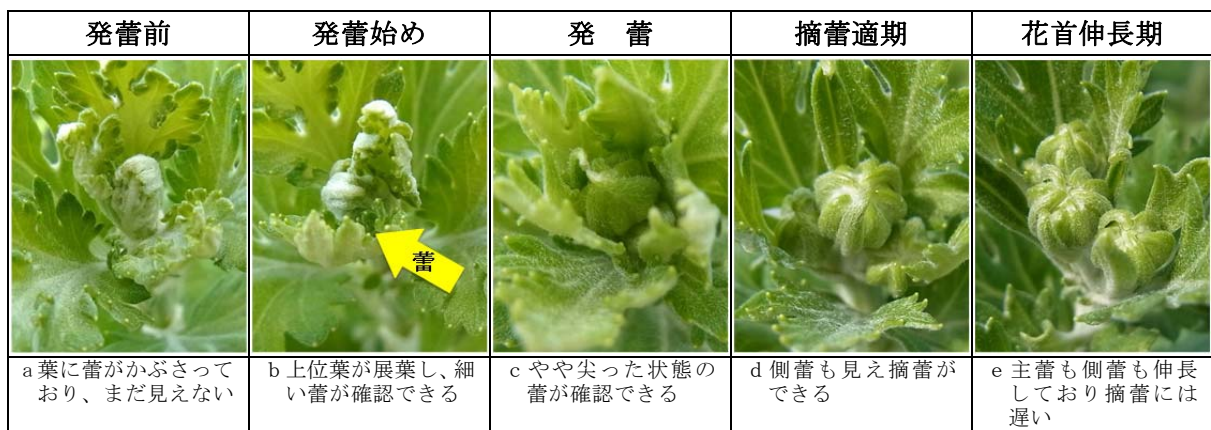 発蕾前
発蕾始め
発　蕾
摘蕾適期
花首伸長期
蕾
a 葉に蕾がかぶさって
おり、まだ見えない
b 上位葉が展葉し、細
い蕾が確認できる
c やや尖った状態の
蕾が確認できる
d 側蕾も見え摘蕾が
できる
e 主蕾も側蕾も伸長
しており摘蕾には
遅い